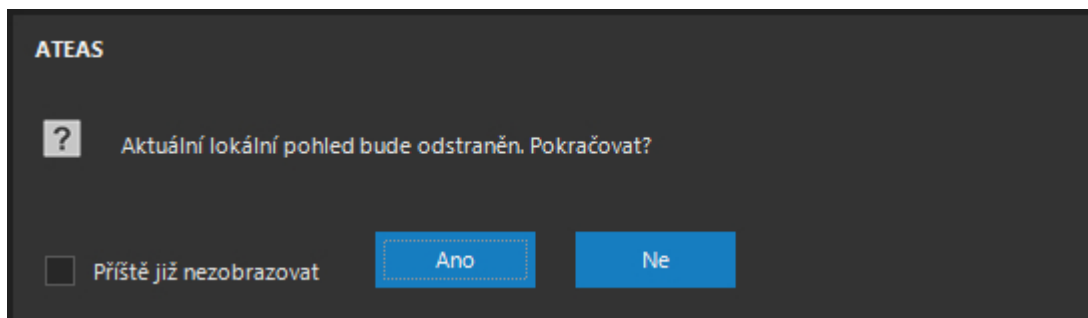 ATEAS
? Aktuální lokální pohled bude odstraněn. Pokračovat?
Příště již nezobrazovat
Ano
Ne